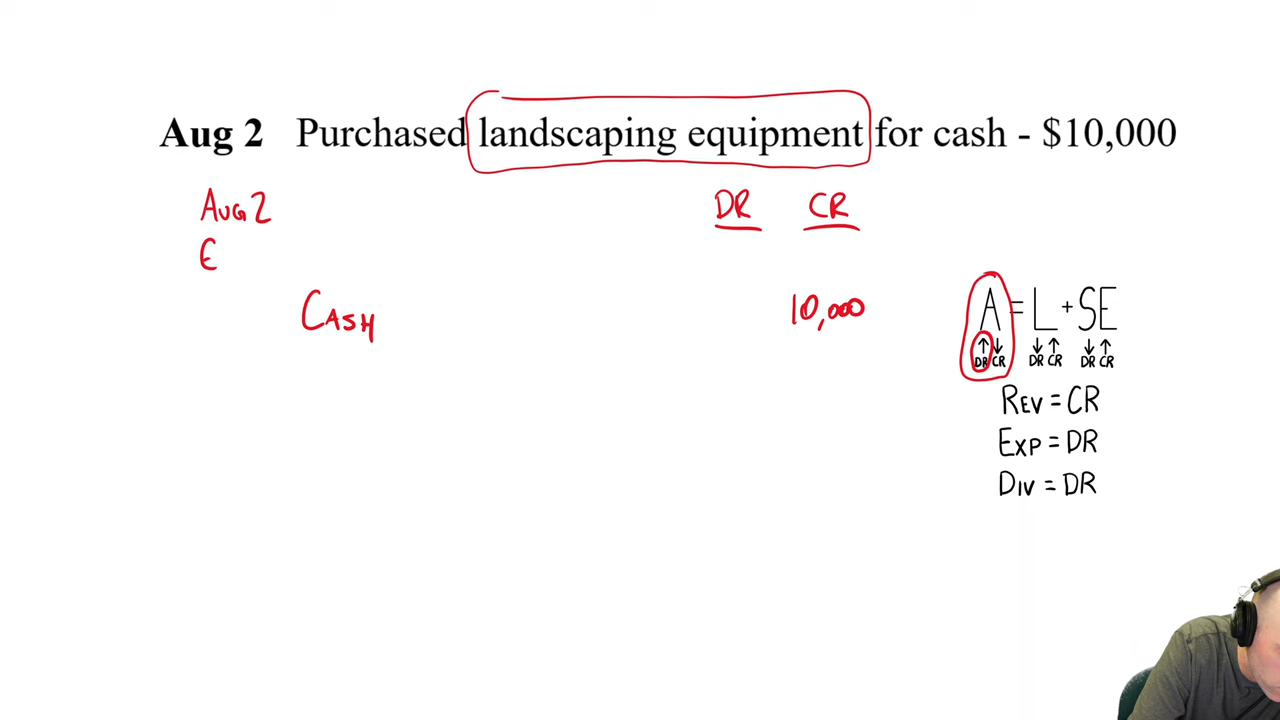 Aug 2 Purchased landscaping equipment for cash - $10,000
AUG 2 DR CR
E
CASH 10,000
A = L + SE
↑ ↓ ↓ ↑ ↓ ↑
DR CR DR CR DR CR
REV = CR
EXP = DR
DIV = DR